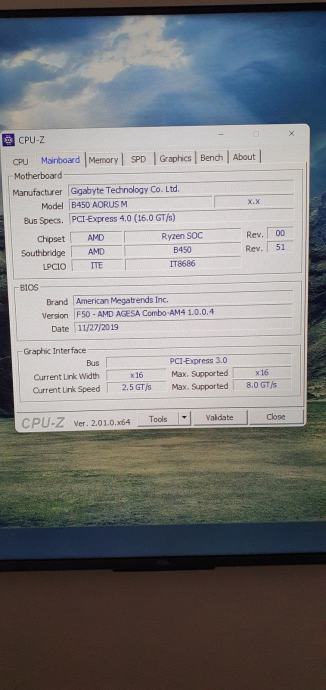 CPU-Z
CPU Mainboard Memory SPD Graphics Bench About
Motherboard
Manufacturer Gigabyte Technology Co. Ltd.
Model B450 AORUS M x.x
Bus Specs. PCI-Express 4.0 (16.0 GT/s)
Chipset AMD Ryzen SOC Rev. 00
Southbridge AMD B450 Rev. 51
LPCIO ITE IT8686
BIOS
Brand American Megatrends Inc.
Version F50 - AMD AGESA Combo-AM4 1.0.0.4
Date 11/27/2019
Graphic Interface
Bus PCI-Express 3.0
Current Link Width x16 Max. Supported x16
Current Link Speed 2.5 GT/s Max. Supported 8.0 GT/s
CPU-Z Ver. 2.01.0.x64 Tools Validate Close